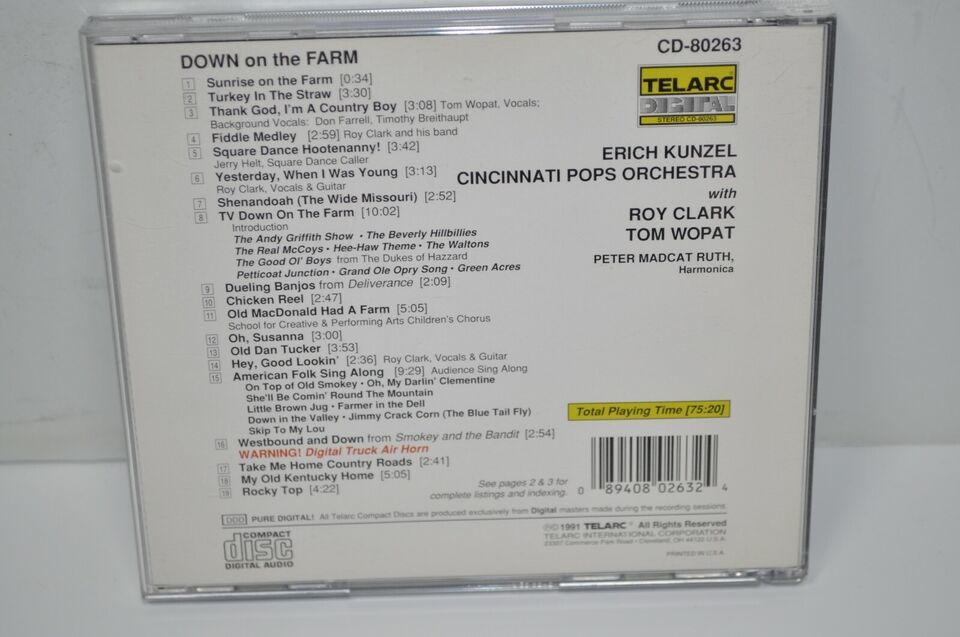 DOWN on the FARM
1 Sunrise on the Farm [0:34]
2 Turkey In The Straw [3:30]
3 Thank God, I'm A Country Boy [3:08] Tom Wopat, Vocals;
Background Vocals: Don Farrell, Timothy Breithaupt
4 Fiddle Medley [2:59] Roy Clark and his band
5 Square Dance Hootenanny! [3:42]
Jerry Helt, Square Dance Caller
6 Yesterday, When I Was Young [3:13]
Roy Clark, Vocals & Guitar
7 Shenandoah (The Wide Missouri) [2:52]
8 TV Down On The Farm [10:02]
Introduction
The Andy Griffith Show • The Beverly Hillbillies
The Real McCoys • Hee-Haw Theme • The Waltons
The Good Ol' Boys from The Dukes of Hazzard
Petticoat Junction • Grand Ole Opry Song • Green Acres
9 Dueling Banjos from Deliverance [2:09]
10 Chicken Reel [2:47]
11 Old MacDonald Had A Farm [5:05]
School for Creative & Performing Arts Children's Chorus
12 Oh, Susanna [3:00]
13 Old Dan Tucker [3:53]
14 Hey, Good Lookin' [2:36] Roy Clark, Vocals & Guitar
15 American Folk Sing Along [9:29] Audience Sing Along
On Top of Old Smokey • Oh, My Darlin' Clementine
She'll Be Comin' Round The Mountain
Little Brown Jug • Farmer in the Dell
Down in the Valley • Jimmy Crack Corn (The Blue Tail Fly)
Skip To My Lou
16 Westbound and Down from Smokey and the Bandit [2:54]
WARNING! Digital Truck Air Horn
17 Take Me Home Country Roads [2:41]
18 My Old Kentucky Home [5:05]
19 Rocky Top [4:22]
CD-80263
TELARC
DIGITAL
STEREO CD-80263
ERICH KUNZEL
CINCINNATI POPS ORCHESTRA
with
ROY CLARK
TOM WOPAT
PETER MADCAT RUTH,
Harmonica
Total Playing Time [75:20]
See pages 2 & 3 for
complete listings and indexing.
0 89408 02632 4
DDD PURE DIGITAL! All Telarc Compact Discs are produced exclusively from Digital masters made during the recording sessions.
COMPACT
disc
DIGITAL AUDIO
℗© 1991 TELARC® All Rights Reserved
TELARC INTERNATIONAL CORPORATION
23307 Commerce Park Road • Cleveland, OH 44122 U.S.A.
PRINTED IN U.S.A.